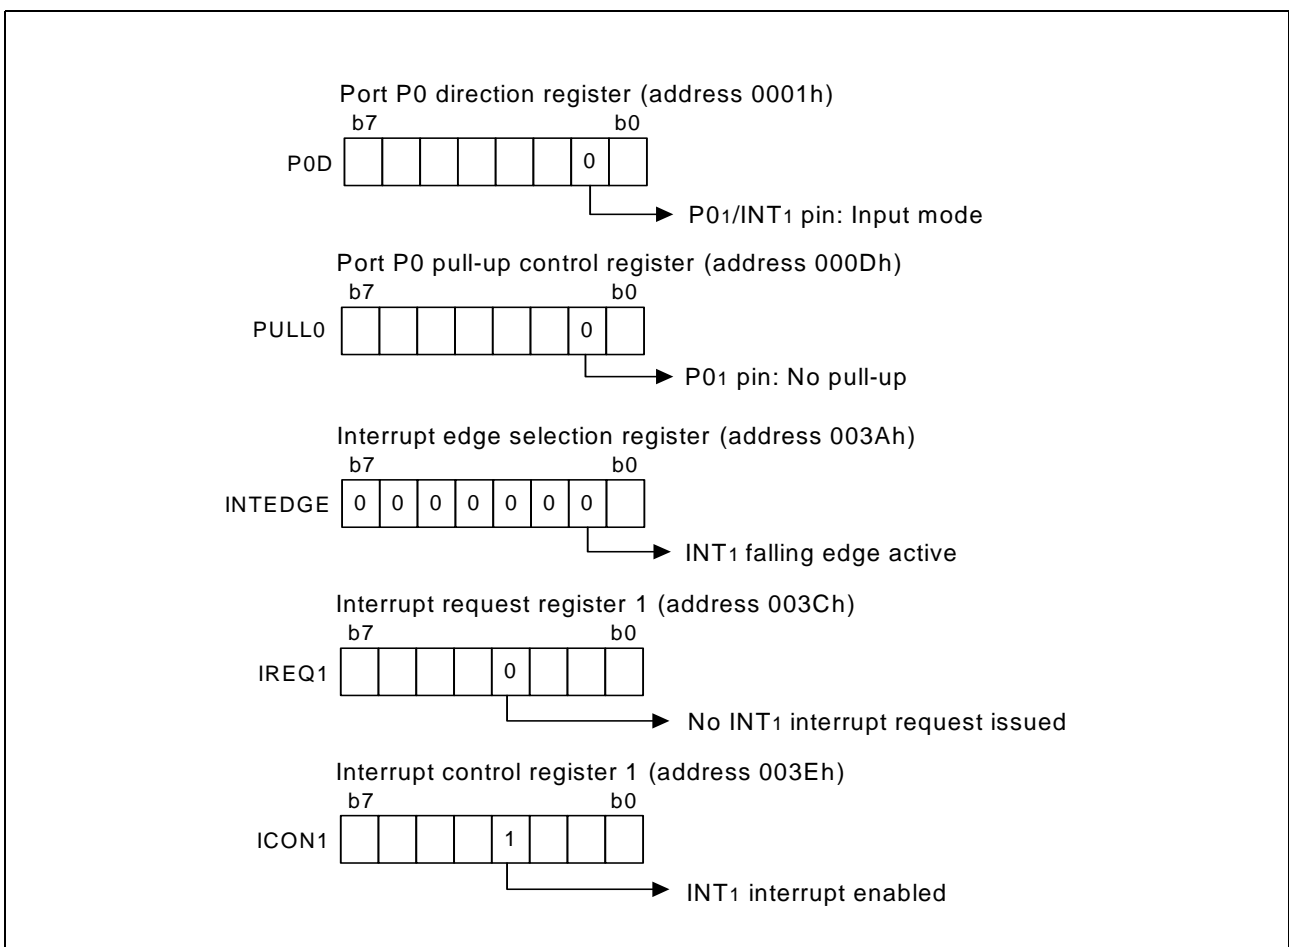 Port P0 direction register (address 0001h)
b7 b0
P0D 0
P01/INT1 pin: Input mode
Port P0 pull-up control register (address 000Dh)
b7 b0
PULL0 0
P01 pin: No pull-up
Interrupt edge selection register (address 003Ah)
b7 b0
INTEDGE 0 0 0 0 0 0 0
INT1 falling edge active
Interrupt request register 1 (address 003Ch)
b7 b0
IREQ1 0
No INT1 interrupt request issued
Interrupt control register 1 (address 003Eh)
b7 b0
ICON1 1
INT1 interrupt enabled